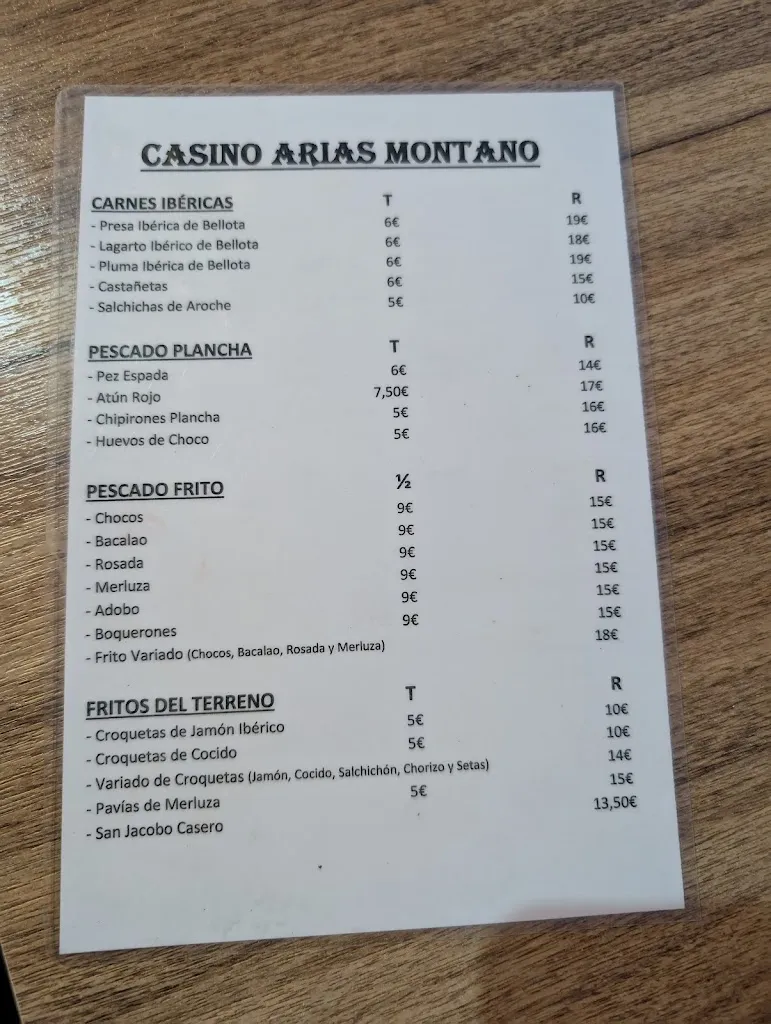 CASINO ARIAS MONTANO
CARNES IBÉRICAS T R
- Presa Ibérica de Bellota 6€ 19€
- Lagarto Ibérico de Bellota 6€ 18€
- Pluma Ibérica de Bellota 6€ 19€
- Castañetas 6€ 15€
- Salchichas de Aroche 5€ 10€
PESCADO PLANCHA T R
- Pez Espada 6€ 14€
- Atún Rojo 7,50€ 17€
- Chipirones Plancha 5€ 16€
- Huevos de Choco 5€ 16€
PESCADO FRITO ½ R
- Chocos 9€ 15€
- Bacalao 9€ 15€
- Rosada 9€ 15€
- Merluza 9€ 15€
- Adobo 9€ 15€
- Boquerones 9€ 15€
- Frito Variado (Chocos, Bacalao, Rosada y Merluza) 18€
FRITOS DEL TERRENO T R
- Croquetas de Jamón Ibérico 5€ 10€
- Croquetas de Cocido 5€ 10€
- Variado de Croquetas (Jamón, Cocido, Salchichón, Chorizo y Setas) 14€
- Pavías de Merluza 5€ 15€
- San Jacobo Casero 13,50€